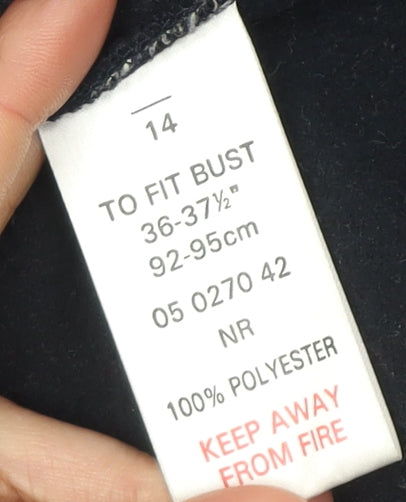 14
TO FIT BUST
36-37½"
92-95cm
05 0270 42
NR
100% POLYESTER
KEEP AWAY
FROM FIRE